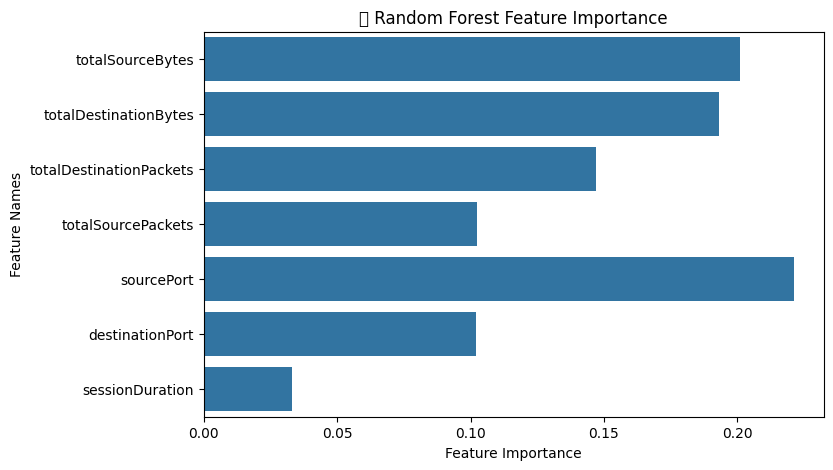 Random Forest Feature Importance
totalSourceBytes
totalDestinationBytes
totalDestinationPackets
totalSourcePackets
sourcePort
destinationPort
sessionDuration
Feature Names
0.00 0.05 0.10 0.15 0.20
Feature Importance